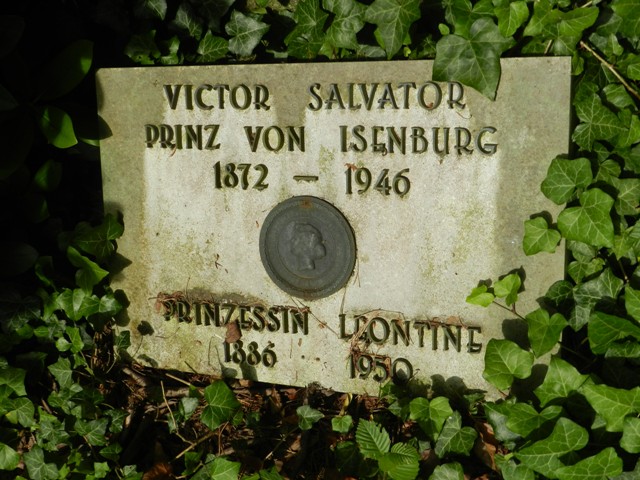 VICTOR SALVATOR
PRINZ VON ISENBURG
1872 – 1946
PRINZESSIN LEONTINE
1886 1950